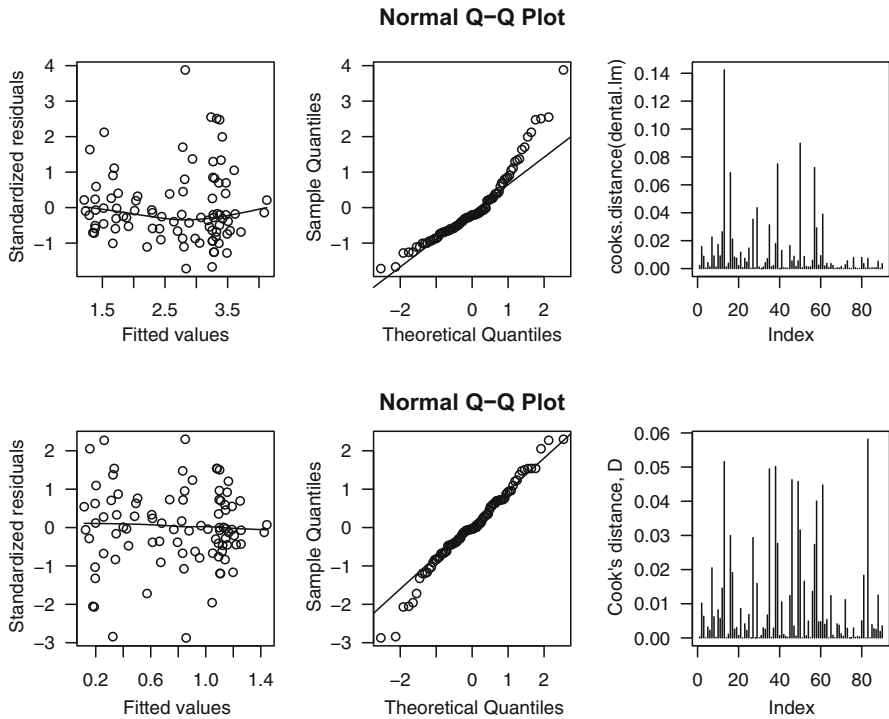 Normal Q−Q Plot
Standardized residuals
4
3
2
1
0
−1
1.5 2.5 3.5
Fitted values
Sample Quantiles
4
3
2
1
0
−1
−2 0 1 2
Theoretical Quantiles
cooks.distance(dental.lm)
0.14
0.12
0.10
0.08
0.06
0.04
0.02
0.00
0 20 40 60 80
Index
Normal Q−Q Plot
Standardized residuals
2
1
0
−1
−2
−3
0.2 0.6 1.0 1.4
Fitted values
Sample Quantiles
2
1
0
−1
−2
−3
−2 0 1 2
Theoretical Quantiles
Cook's distance, D
0.06
0.05
0.04
0.03
0.02
0.01
0.00
0 20 40 60 80
Index